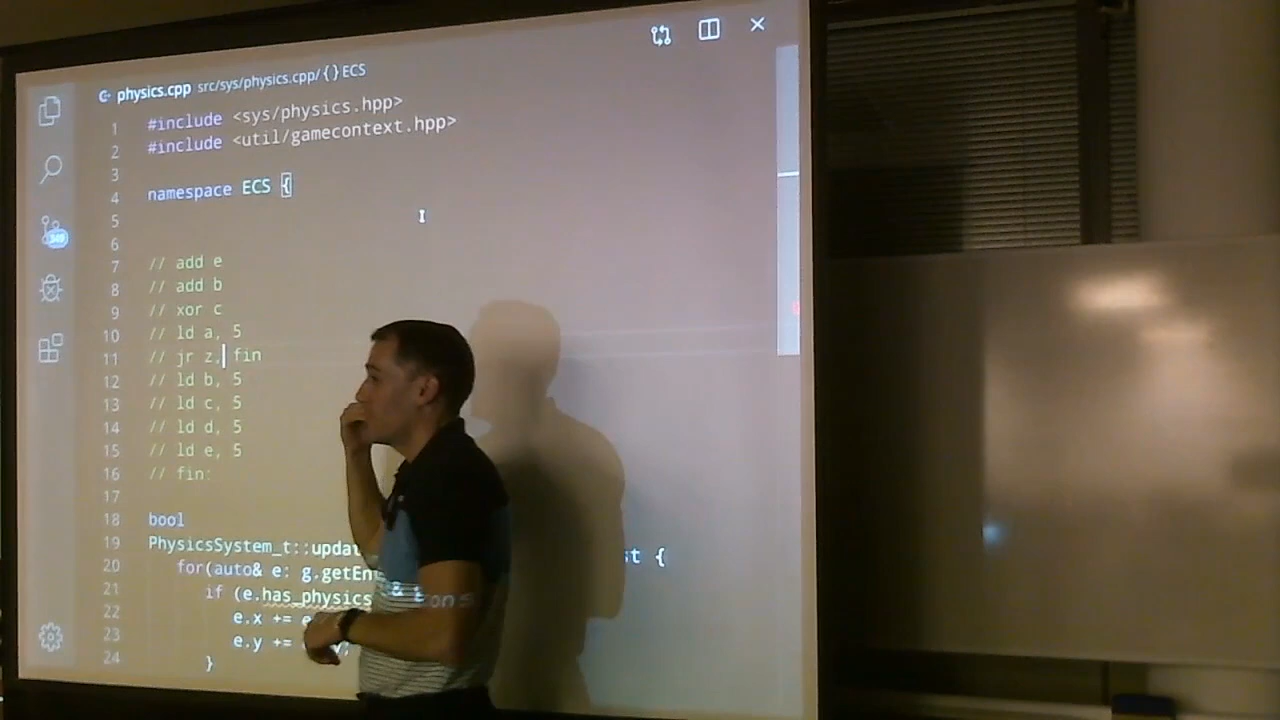 physics.cpp src/sys/physics.cpp/{}ECS
1 #include <sys/physics.hpp>
2 #include <util/gamecontext.hpp>
3
4 namespace ECS {
5
6
7 // add e
8 // add b
9 // xor c
10 // ld a, 5
11 // jr z, fin
12 // ld b, 5
13 // ld c, 5
14 // ld d, 5
15 // ld e, 5
16 // fin:
17
18 bool
19 PhysicsSystem_t::updat
20 for(auto& e: g.getEn st {
21 if (e.has_physics
22 e.x +=
23 e.y +=
24 }